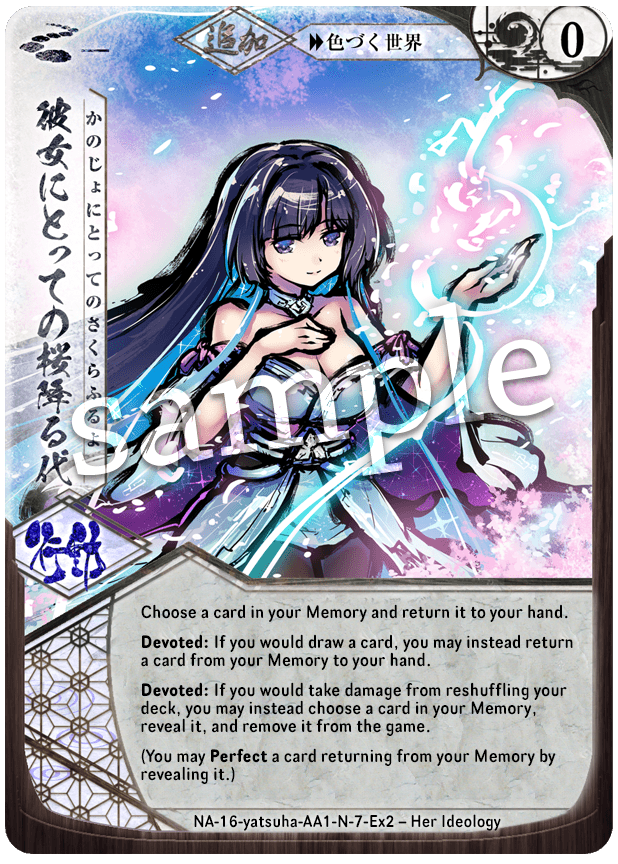 追加
▶▶色づく世界
0
彼女にとっての桜降る代
かのじょにとってのさくらふるよ
行動
sample
Choose a card in your Memory and return it to your hand.
Devoted: If you would draw a card, you may instead return
a card from your Memory to your hand.
Devoted: If you would take damage from reshuffling your
deck, you may instead choose a card in your Memory,
reveal it, and remove it from the game.
(You may Perfect a card returning from your Memory by
revealing it.)
NA-16-yatsuha-AA1-N-7-Ex2 – Her Ideology